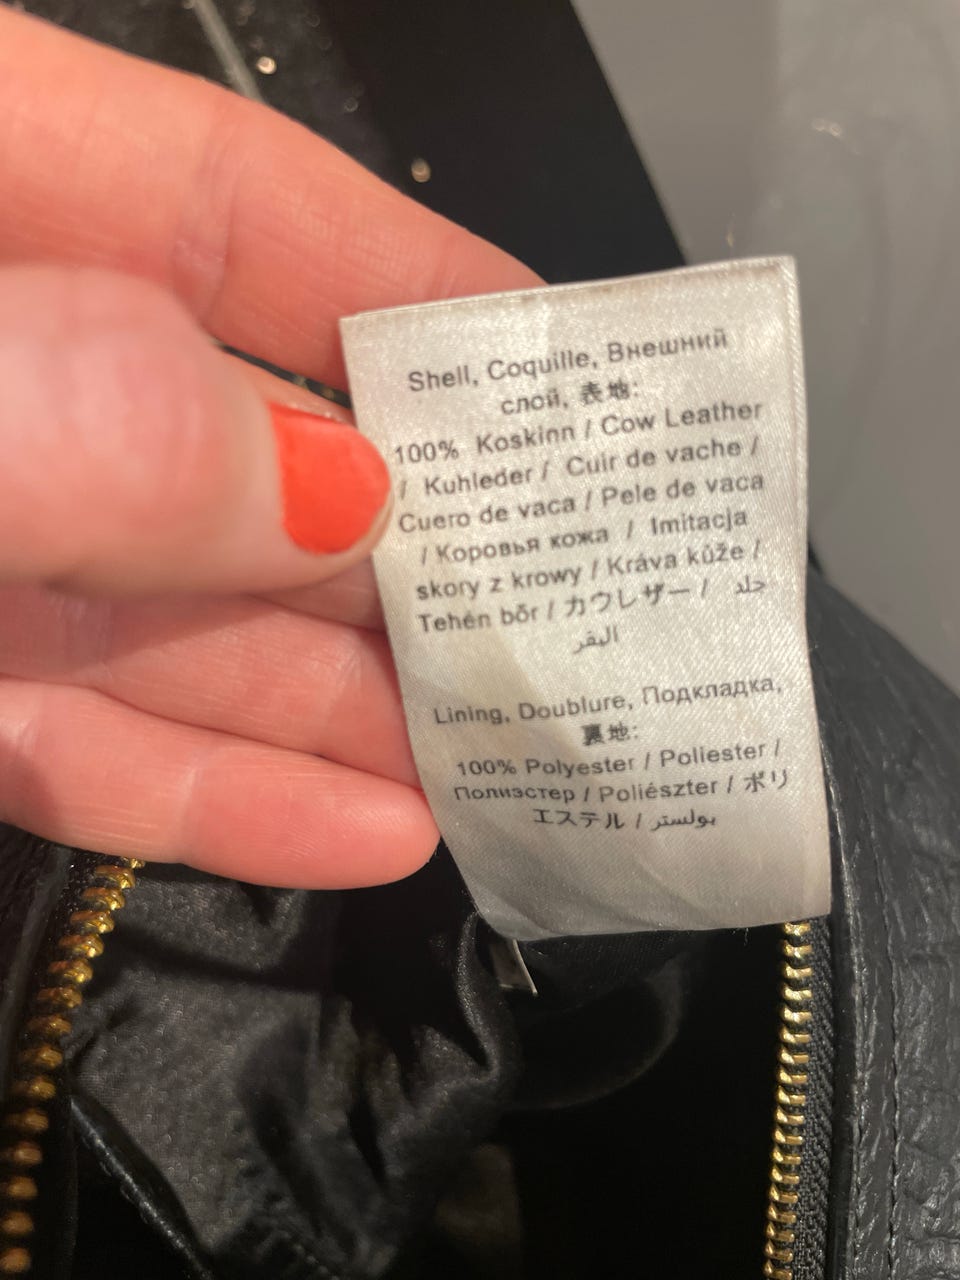 Shell, Coquille, Внешний
слой, 表地:
100% Koskinn / Cow Leather
/ Kuhleder / Cuir de vache /
Cuero de vaca / Pele de vaca
/ Коровья кожа / Imitacja
skory z krowy / Kráva kůže /
Tehén bőr / カウレザー / جلد
البقر
Lining, Doublure, Подкладка,
裏地:
100% Polyester / Poliester /
Полиэстер / Poliészter / ポリ
エステル / بولستر